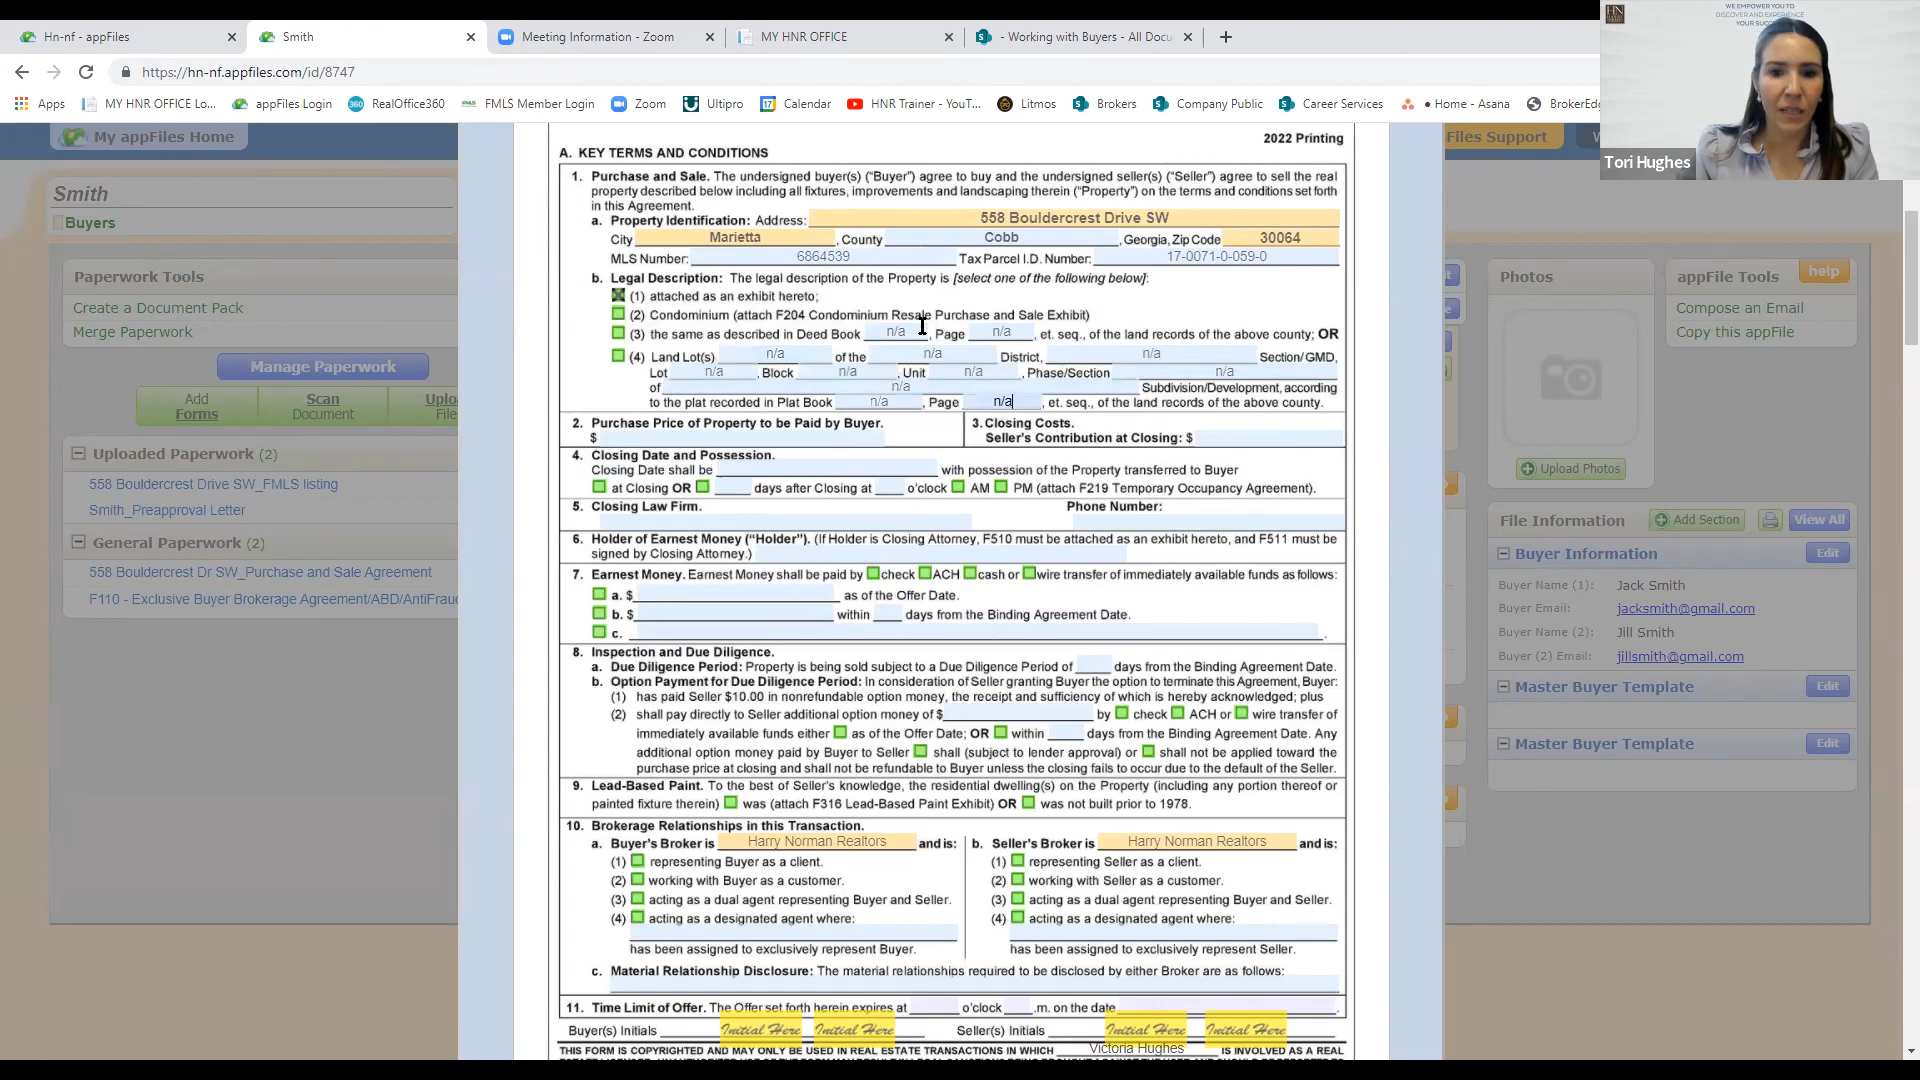 Hn-nf - appFiles
Smith
Meeting Information - Zoom
MY HNR OFFICE
- Working with Buyers - All Docu
https://hn-nf.appfiles.com/id/8747
Apps
MY HNR OFFICE Lo...
appFiles Login
RealOffice360
FMLS Member Login
Zoom
Ultipro
Calendar
HNR Trainer - YouT...
Litmos
Brokers
Company Public
Career Services
• Home - Asana
BrokerEdg
WE EMPOWER YOU TO
DISCOVER AND EXPERIENCE
YOUR
HN
Tori Hughes
My appFiles Home
Files Support
Smith
Buyers
Paperwork Tools
Create a Document Pack
Merge Paperwork
Manage Paperwork
Add Forms
Scan Document
Uploaded Paperwork (2)
558 Bouldercrest Drive SW_FMLS listing
Smith_Preapproval Letter
General Paperwork (2)
558 Bouldercrest Dr SW_Purchase and Sale Agreement
F110 - Exclusive Buyer Brokerage Agreement/ABD/AntiFrau
2022 Printing
A. KEY TERMS AND CONDITIONS
1. Purchase and Sale. The undersigned buyer(s) ("Buyer") agree to buy and the undersigned seller(s) ("Seller") agree to sell the real
property described below including all fixtures, improvements and landscaping therein ("Property") on the terms and conditions set forth
in this Agreement.
a. Property Identification: Address: 558 Bouldercrest Drive SW
City Marietta, County Cobb, Georgia, Zip Code 30064
MLS Number: 6864539 Tax Parcel I.D. Number: 17-0071-0-059-0
b. Legal Description: The legal description of the Property is [select one of the following below]:
(1) attached as an exhibit hereto;
(2) Condominium (attach F204 Condominium Resale Purchase and Sale Exhibit)
(3) the same as described in Deed Book n/a, Page n/a, et. seq., of the land records of the above county; OR
(4) Land Lot(s) n/a of the n/a District, n/a Section/GMD,
Lot n/a, Block n/a, Unit n/a, Phase/Section n/a
of n/a Subdivision/Development, according
to the plat recorded in Plat Book n/a, Page n/a, et. seq., of the land records of the above county.
2. Purchase Price of Property to be Paid by Buyer.
$
3. Closing Costs.
Seller's Contribution at Closing: $
4. Closing Date and Possession.
Closing Date shall be with possession of the Property transferred to Buyer
at Closing OR days after Closing at o'clock AM PM (attach F219 Temporary Occupancy Agreement).
5. Closing Law Firm. Phone Number:
6. Holder of Earnest Money ("Holder"). (If Holder is Closing Attorney, F510 must be attached as an exhibit hereto, and F511 must be
signed by Closing Attorney.)
7. Earnest Money. Earnest Money shall be paid by check ACH cash or wire transfer of immediately available funds as follows:
a. $ as of the Offer Date.
b. $ within days from the Binding Agreement Date.
c. .
8. Inspection and Due Diligence.
a. Due Diligence Period: Property is being sold subject to a Due Diligence Period of days from the Binding Agreement Date.
b. Option Payment for Due Diligence Period: In consideration of Seller granting Buyer the option to terminate this Agreement, Buyer:
(1) has paid Seller $10.00 in nonrefundable option money, the receipt and sufficiency of which is hereby acknowledged; plus
(2) shall pay directly to Seller additional option money of $ by check ACH or wire transfer of
immediately available funds either as of the Offer Date; OR within days from the Binding Agreement Date. Any
additional option money paid by Buyer to Seller shall (subject to lender approval) or shall not be applied toward the
purchase price at closing and shall not be refundable to Buyer unless the closing fails to occur due to the default of the Seller.
9. Lead-Based Paint. To the best of Seller's knowledge, the residential dwelling(s) on the Property (including any portion thereof or
painted fixture therein) was (attach F316 Lead-Based Paint Exhibit) OR was not built prior to 1978.
10. Brokerage Relationships in this Transaction.
a. Buyer's Broker is Harry Norman Realtors and is:
(1) representing Buyer as a client.
(2) working with Buyer as a customer.
(3) acting as a dual agent representing Buyer and Seller.
(4) acting as a designated agent where:
has been assigned to exclusively represent Buyer.
b. Seller's Broker is Harry Norman Realtors and is:
(1) representing Seller as a client.
(2) working with Seller as a customer.
(3) acting as a dual agent representing Buyer and Seller.
(4) acting as a designated agent where:
has been assigned to exclusively represent Seller.
c. Material Relationship Disclosure: The material relationships required to be disclosed by either Broker are as follows:
11. Time Limit of Offer. The Offer set forth herein expires at o'clock .m. on the date .
Buyer(s) Initials Initial Here Initial Here Seller(s) Initials Initial Here Initial Here
THIS FORM IS COPYRIGHTED AND MAY ONLY BE USED IN REAL ESTATE TRANSACTIONS IN WHICH Victoria Hughes IS INVOLVED AS A REAL
Photos
Upload Photos
appFile Tools
help
Compose an Email
Copy this appFile
File Information
Add Section
View All
Buyer Information
Edit
Buyer Name (1): Jack Smith
Buyer Email: jacksmith@gmail.com
Buyer Name (2): Jill Smith
Buyer (2) Email: jillsmith@gmail.com
Master Buyer Template
Edit
Master Buyer Template
Edit